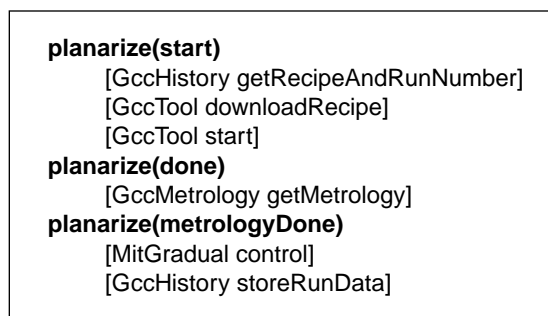 planarize(start)
[GccHistory getRecipeAndRunNumber]
[GccTool downloadRecipe]
[GccTool start]
planarize(done)
[GccMetrology getMetrology]
planarize(metrologyDone)
[MitGradual control]
[GccHistory storeRunData]